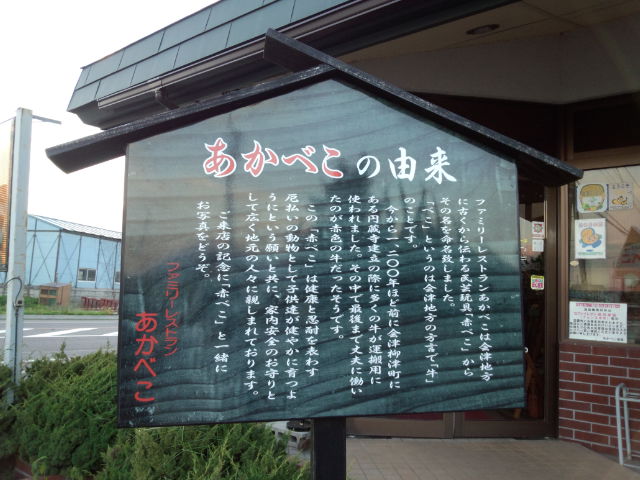 あかべこの由来
ファミリーレストランあかべこは会津地方
に古くから伝わる民芸玩具「赤べこ」から
その名を命名致しました。
「べこ」というのは会津地方の方言で「牛」
のことです。
今から一、二〇〇年ほど前に会津柳津町に
ある円蔵寺建立の際に多くの牛が運搬用に
使われました。その中で最後まで丈夫に働い
たのが赤色の牛だったそうです。
この「赤べこ」は健康と忍耐を表わす
厄払いの動物として子供達が健やかに育つよ
うにという願いと共に、家内安全のお守りと
して広く地元の人々に親しまれております。
ご来店の記念に「赤べこ」と一緒に
お写真をどうぞ。
ファミリーレストラン
あかべこ